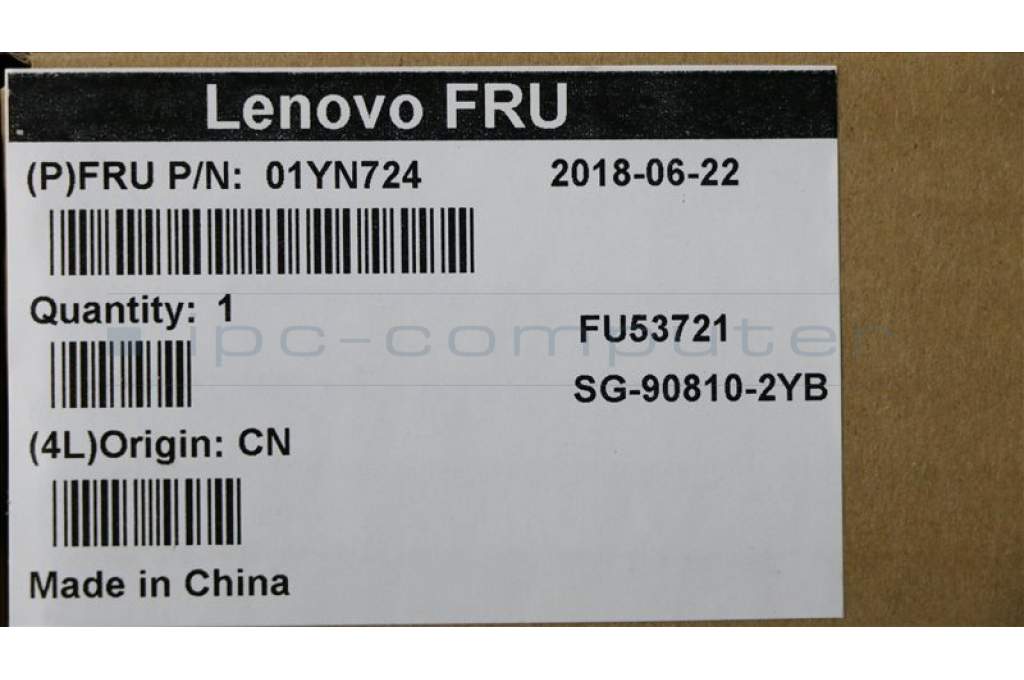 Lenovo FRU
(P)FRU P/N: 01YN724 2018-06-22
Quantity: 1
FU53721
ipc-computer
SG-90810-2YB
(4L)Origin: CN
Made in China